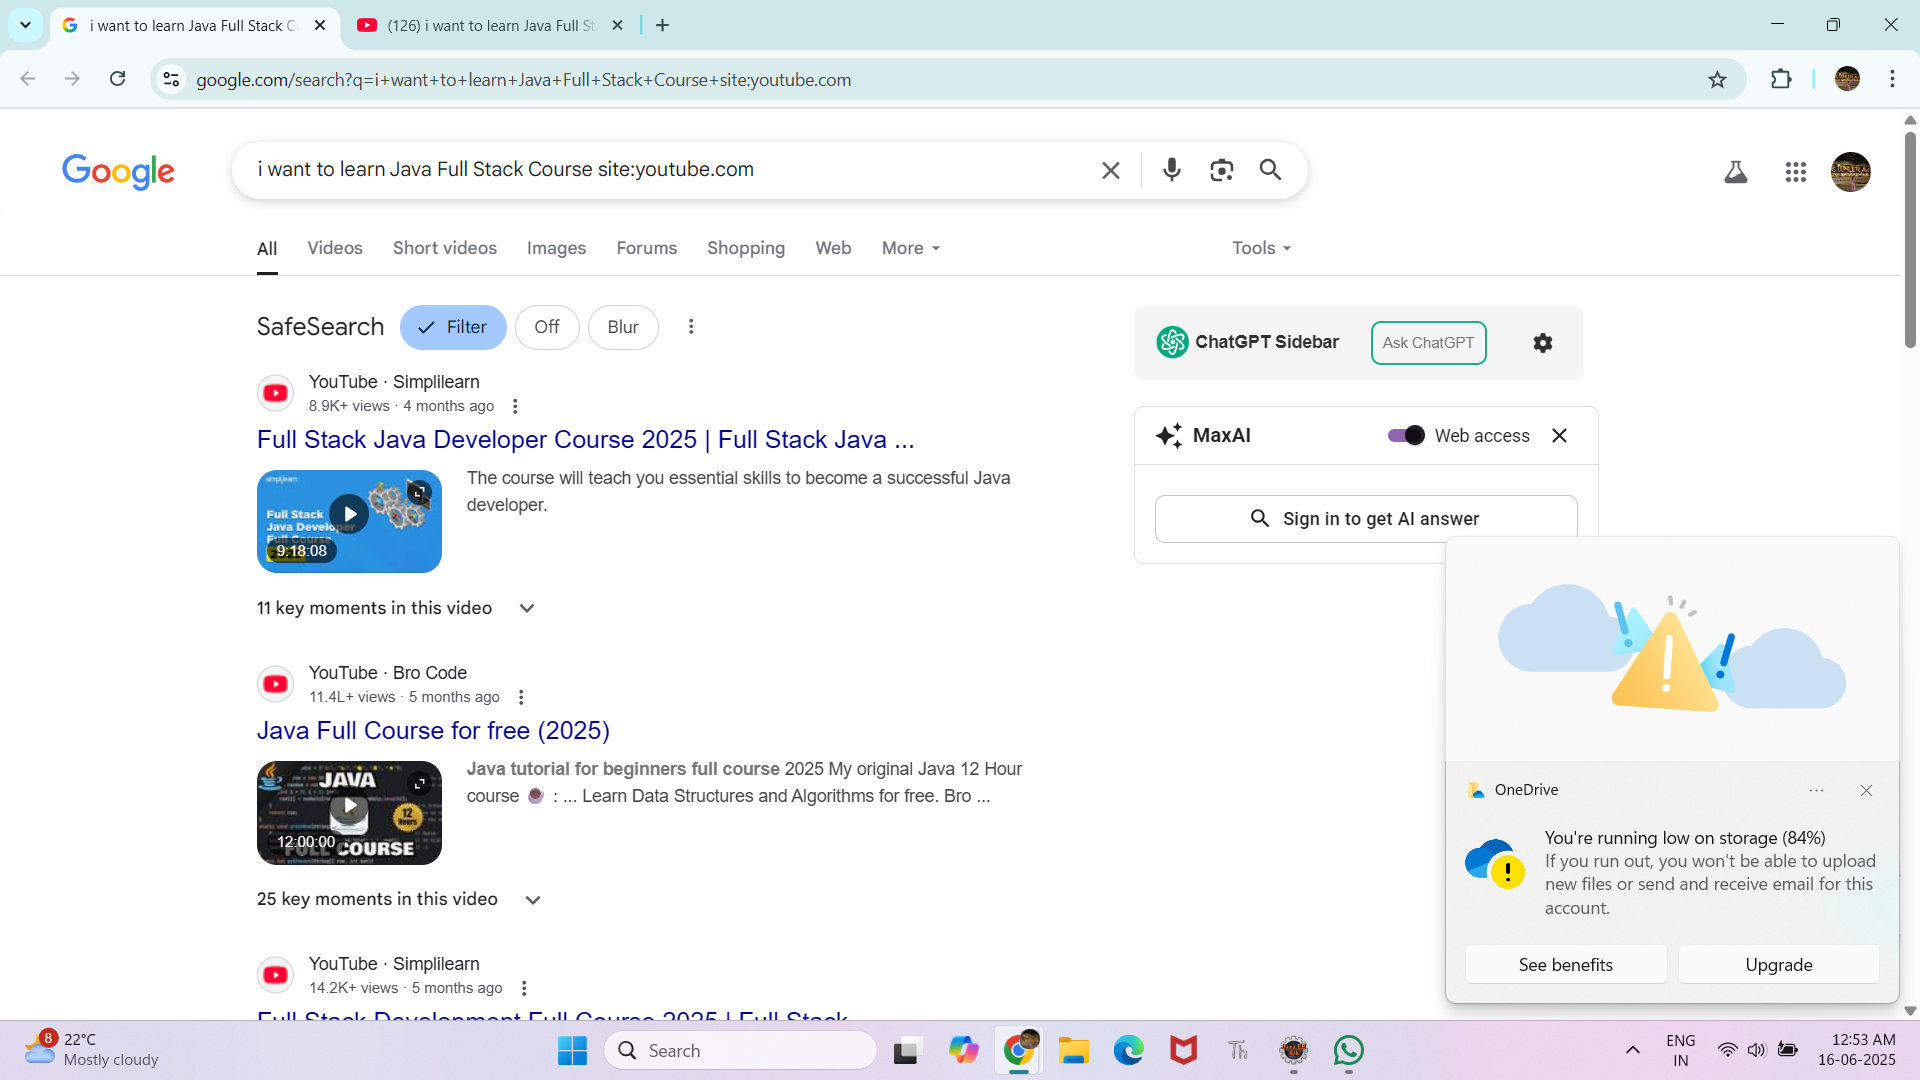 i want to learn Java Full Stack C
(126) i want to learn Java Full St
google.com/search?q=i+want+to+learn+Java+Full+Stack+Course+site:youtube.com
Google
i want to learn Java Full Stack Course site:youtube.com
All Videos Short videos Images Forums Shopping Web More Tools
SafeSearch Filter Off Blur
ChatGPT Sidebar Ask ChatGPT
YouTube · Simplilearn
8.9K+ views · 4 months ago
Full Stack Java Developer Course 2025 | Full Stack Java ...
simplilearn
Full Stack
Java Developer
Full Course
9:18:08
The course will teach you essential skills to become a successful Java
developer.
11 key moments in this video
MaxAI Web access
Sign in to get AI answer
YouTube · Bro Code
11.4L+ views · 5 months ago
Java Full Course for free (2025)
JAVA
12
Hours
12:00:00
FULL COURSE
Java tutorial for beginners full course 2025 My original Java 12 Hour
course : ... Learn Data Structures and Algorithms for free. Bro ...
25 key moments in this video
YouTube · Simplilearn
14.2K+ views · 5 months ago
Full Stack Development Full Course 2025 | Full Stack
OneDrive
You're running low on storage (84%)
If you run out, you won't be able to upload
new files or send and receive email for this
account.
See benefits Upgrade
8
22°C
Mostly cloudy
Search
Th
ENG
IN
12:53 AM
16-06-2025